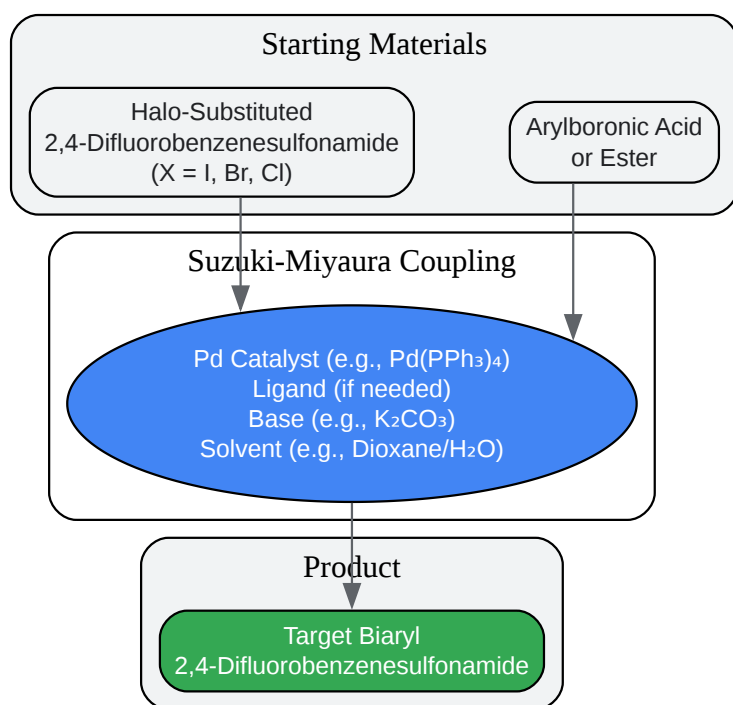 Starting Materials
Halo-Substituted
2,4-Difluorobenzenesulfonamide
(X = I, Br, Cl)
Arylboronic Acid
or Ester
Suzuki-Miyaura Coupling
Pd Catalyst (e.g., Pd(PPh₃)₄)
Ligand (if needed)
Base (e.g., K₂CO₃)
Solvent (e.g., Dioxane/H₂O)
Product
Target Biaryl
2,4-Difluorobenzenesulfonamide